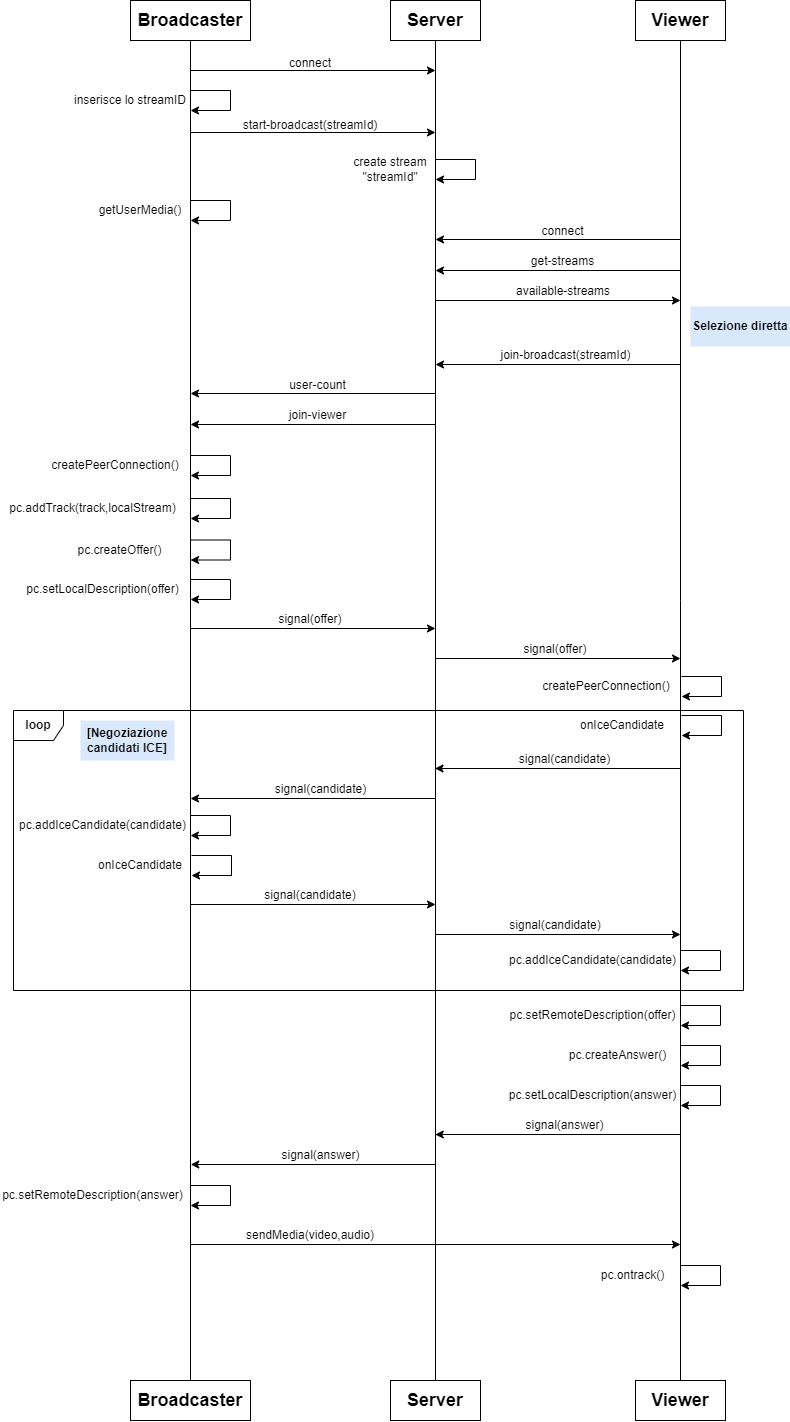 Broadcaster
Server
Viewer
connect
inserisce lo streamID
start-broadcast(streamId)
create stream
"streamId"
getUserMedia()
connect
get-streams
available-streams
Selezione diretta
join-broadcast(streamId)
user-count
join-viewer
createPeerConnection()
pc.addTrack(track,localStream)
pc.createOffer()
pc.setLocalDescription(offer)
signal(offer)
signal(offer)
createPeerConnection()
loop
[Negoziazione
candidati ICE]
onIceCandidate
signal(candidate)
signal(candidate)
pc.addIceCandidate(candidate)
onIceCandidate
signal(candidate)
signal(candidate)
pc.addIceCandidate(candidate)
pc.setRemoteDescription(offer)
pc.createAnswer()
pc.setLocalDescription(answer)
signal(answer)
signal(answer)
pc.setRemoteDescription(answer)
sendMedia(video,audio)
pc.ontrack()
Broadcaster
Server
Viewer